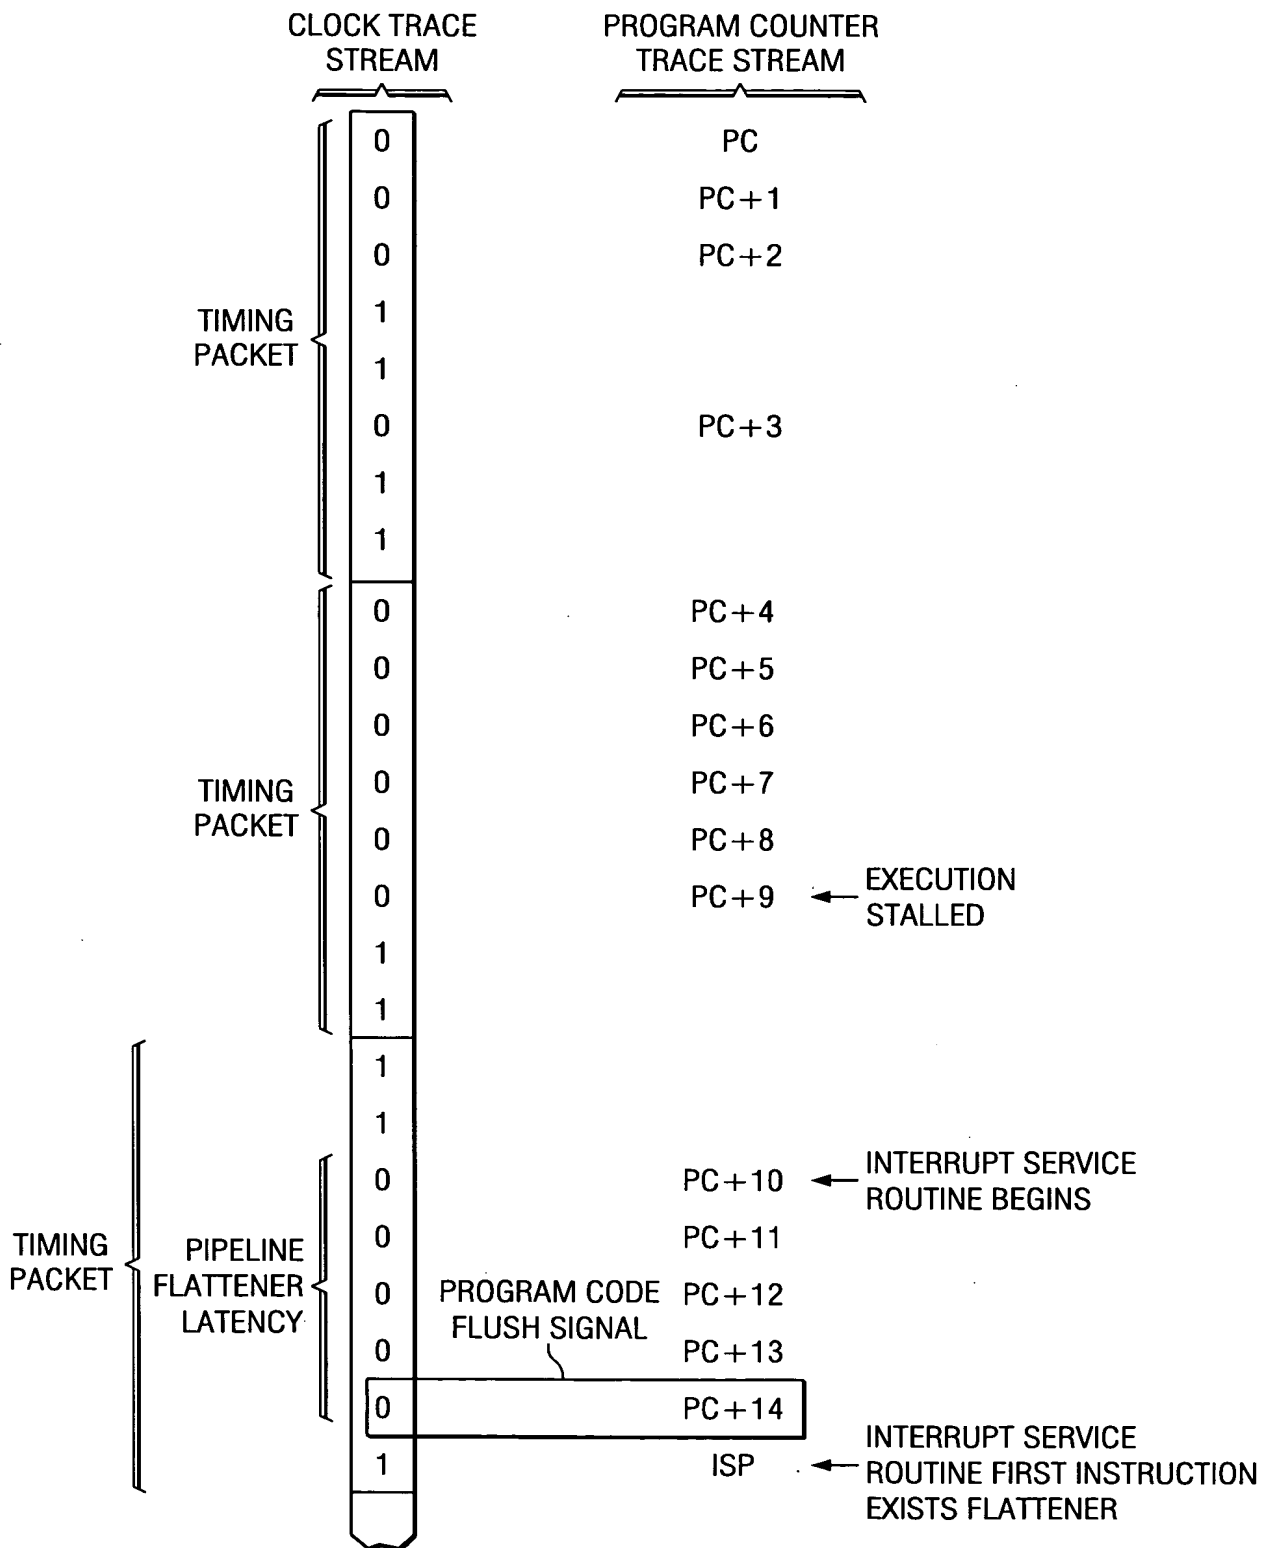 CLOCK TRACE
STREAM
PROGRAM COUNTER
TRACE STREAM
0 PC
0 PC+1
0 PC+2
1
TIMING
PACKET
1
0 PC+3
1
1
0 PC+4
0 PC+5
0 PC+6
TIMING
PACKET
0 PC+7
0 PC+8
0 PC+9
EXECUTION
STALLED
1
1
1
1
0 PC+10
INTERRUPT SERVICE
ROUTINE BEGINS
TIMING
PACKET
PIPELINE
FLATTENER
LATENCY
0 PC+11
0 PC+12
PROGRAM CODE
FLUSH SIGNAL
0 PC+13
0 PC+14
1 ISP
INTERRUPT SERVICE
ROUTINE FIRST INSTRUCTION
EXISTS FLATTENER